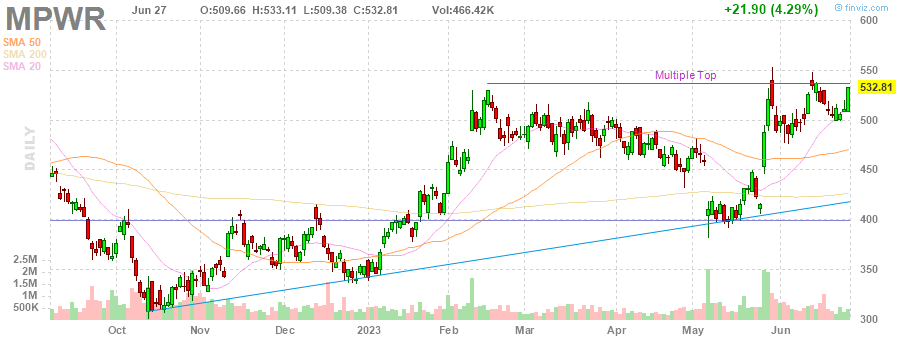 MPWR Jun 27 O:509.66 H:533.11 L:509.38 C:532.81 Vol:466.42K +21.90 (4.29%) © finviz.com
SMA 50
SMA 200
SMA 20
DAILY
Multiple Top
600
550
532.81
500
450
400
350
300
2.5M
2M
1.5M
1M
500K
Oct Nov Dec 2023 Feb Mar Apr May Jun